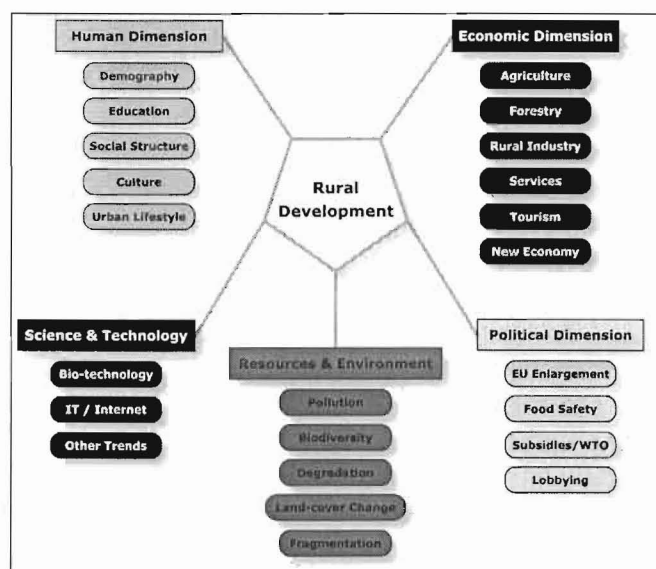 Human Dimension
Demography
Education
Social Structure
Culture
Urban Lifestyle
Economic Dimension
Agriculture
Forestry
Rural Industry
Services
Tourism
New Economy
Rural
Development
Science & Technology
Bio-technology
IT / Internet
Other Trends
Resources & Environment
Pollution
Biodiversity
Degradation
Land-cover Change
Fragmentation
Political Dimension
EU Enlargement
Food Safety
Subsidies/WTO
Lobbying